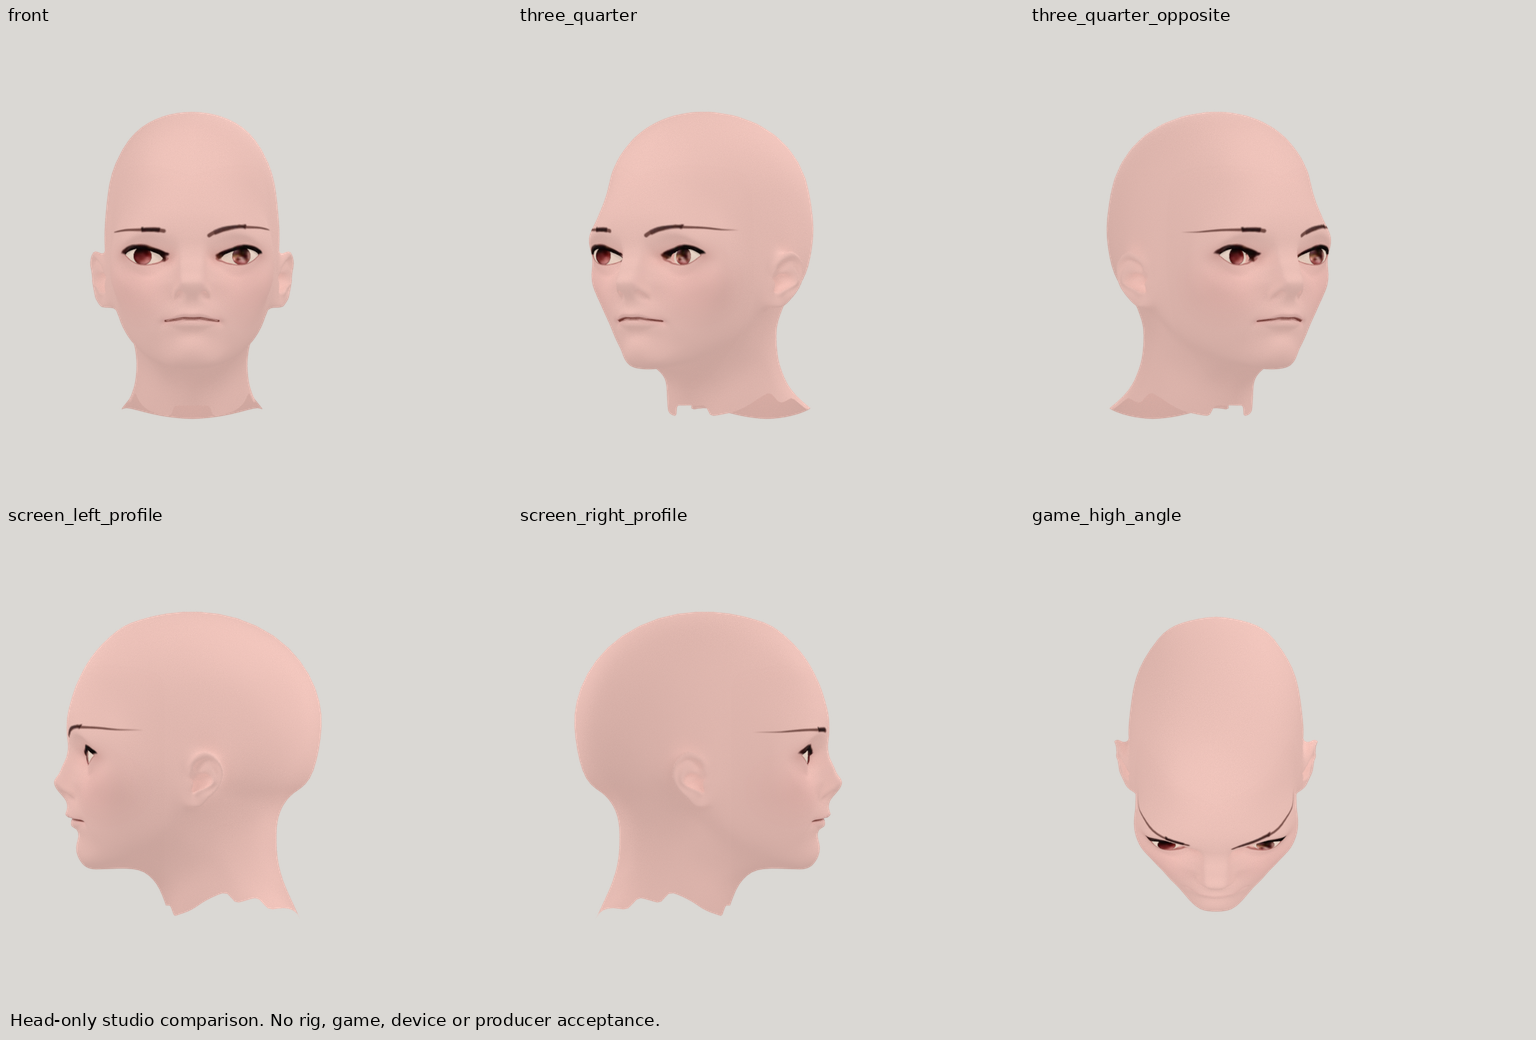 front
three_quarter
three_quarter_opposite
screen_left_profile
screen_right_profile
game_high_angle
Head-only studio comparison. No rig, game, device or producer acceptance.